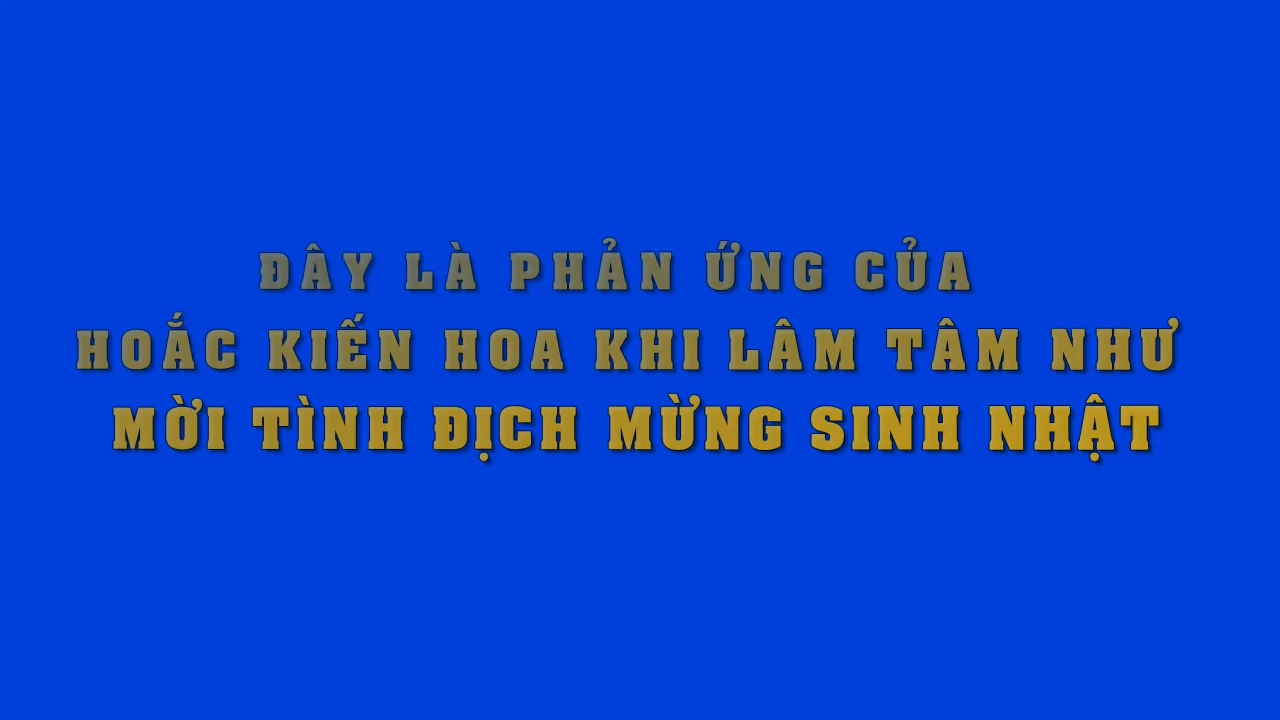 ĐÂY LÀ PHẢN ỨNG CỦA
HOẮC KIẾN HOA KHI LÂM TÂM NHƯ
MỜI TÌNH ĐỊCH MỪNG SINH NHẬT